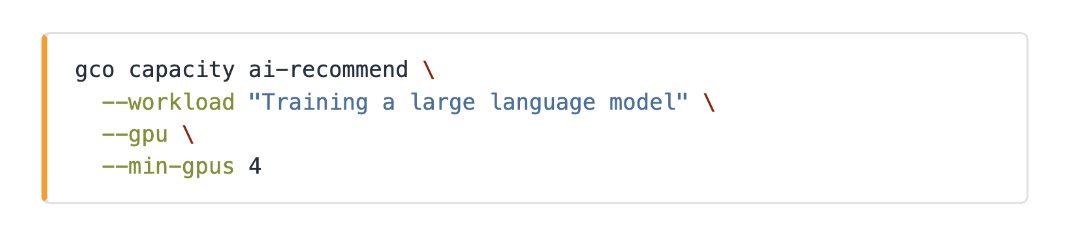 gco capacity ai-recommend \
  --workload "Training a large language model" \
  --gpu \
  --min-gpus 4